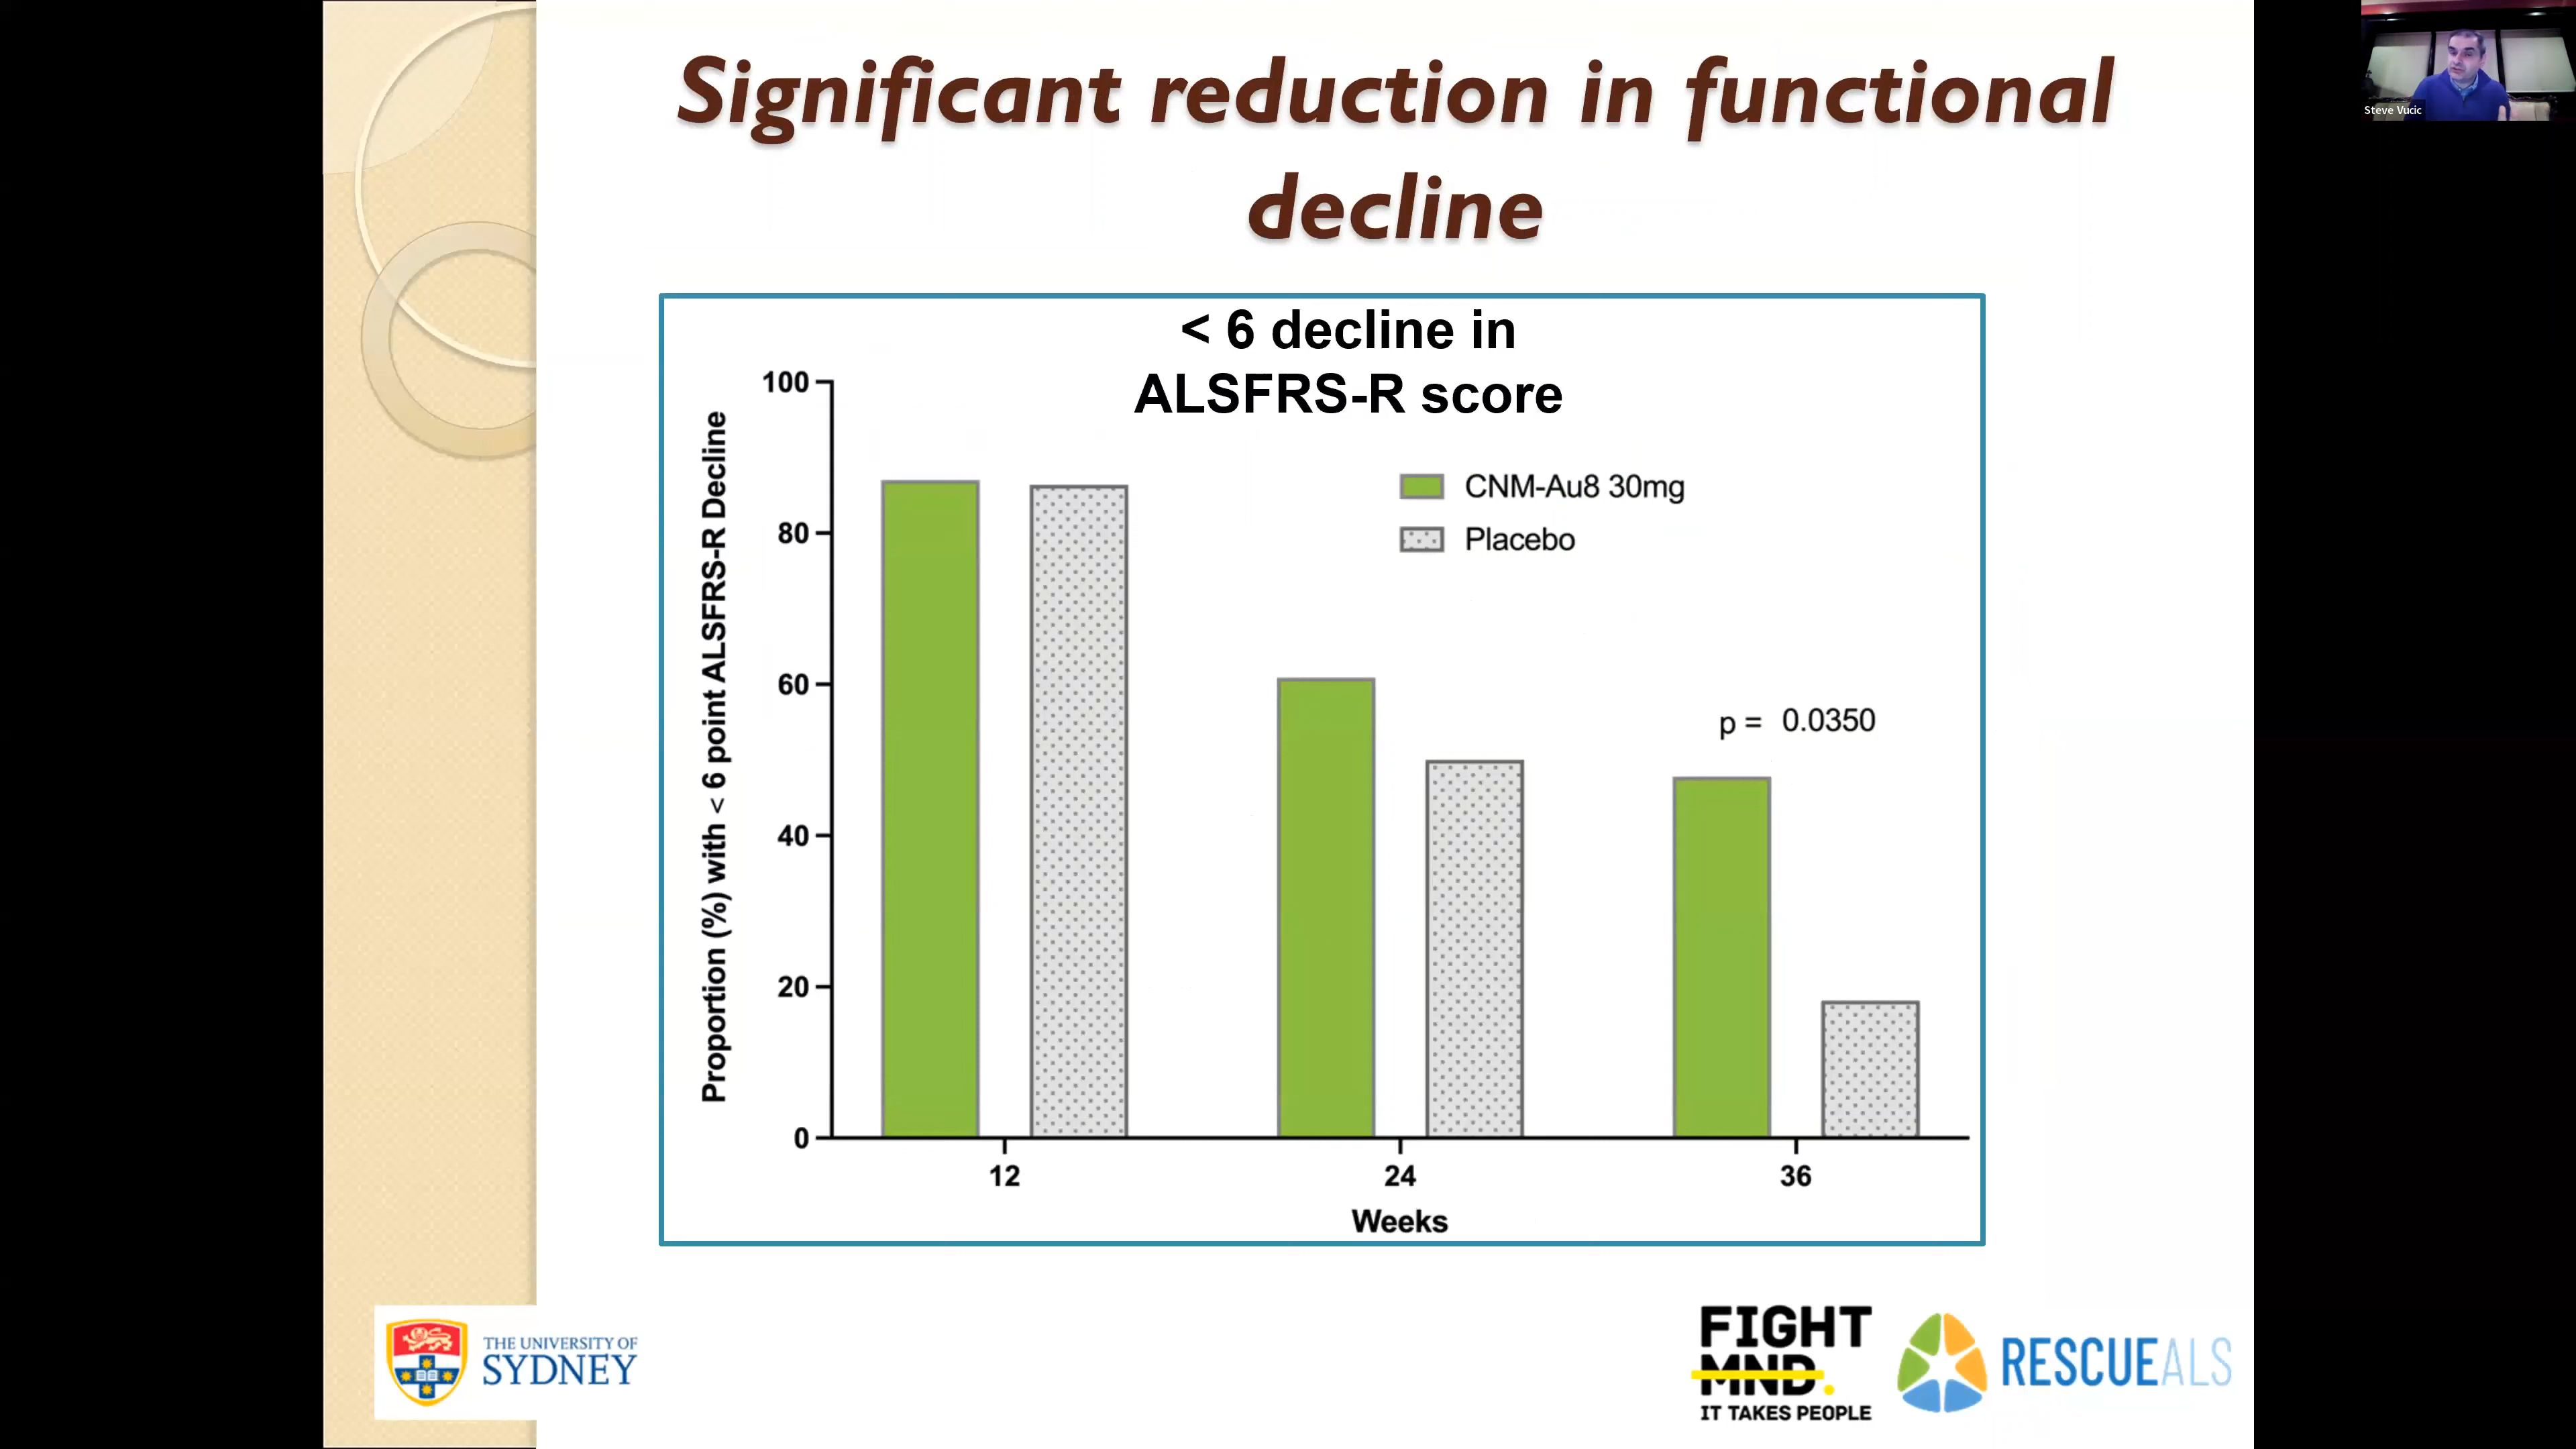 Significant reduction in functional
decline
Steve Vucic
< 6 decline in
ALSFRS-R score
Proportion (%) with < 6 point ALSFRS-R Decline
100
80
60
40
20
0
CNM-Au8 30mg
Placebo
p = 0.0350
12
24
36
Weeks
THE UNIVERSITY OF
SYDNEY
FIGHT
MND.
IT TAKES PEOPLE
RESCUEALS